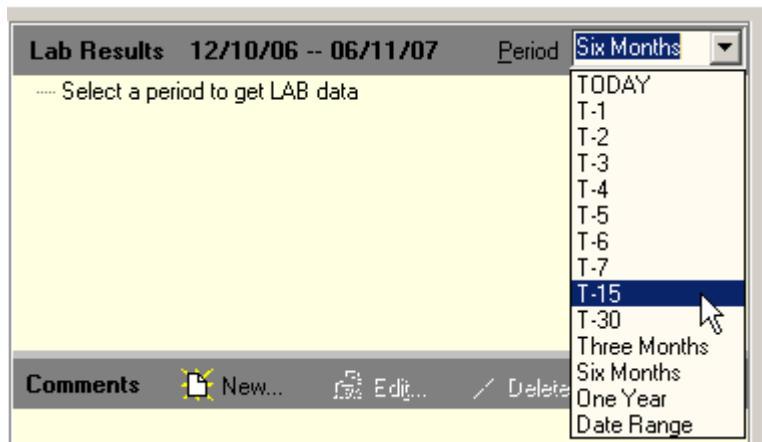 Lab Results 12/10/06 -- 06/11/07 Period Six Months
Select a period to get LAB data
TODAY
T-1
T-2
T-3
T-4
T-5
T-6
T-7
T-15
T-30
Three Months
Six Months
One Year
Date Range
Comments New... Edit... Delete